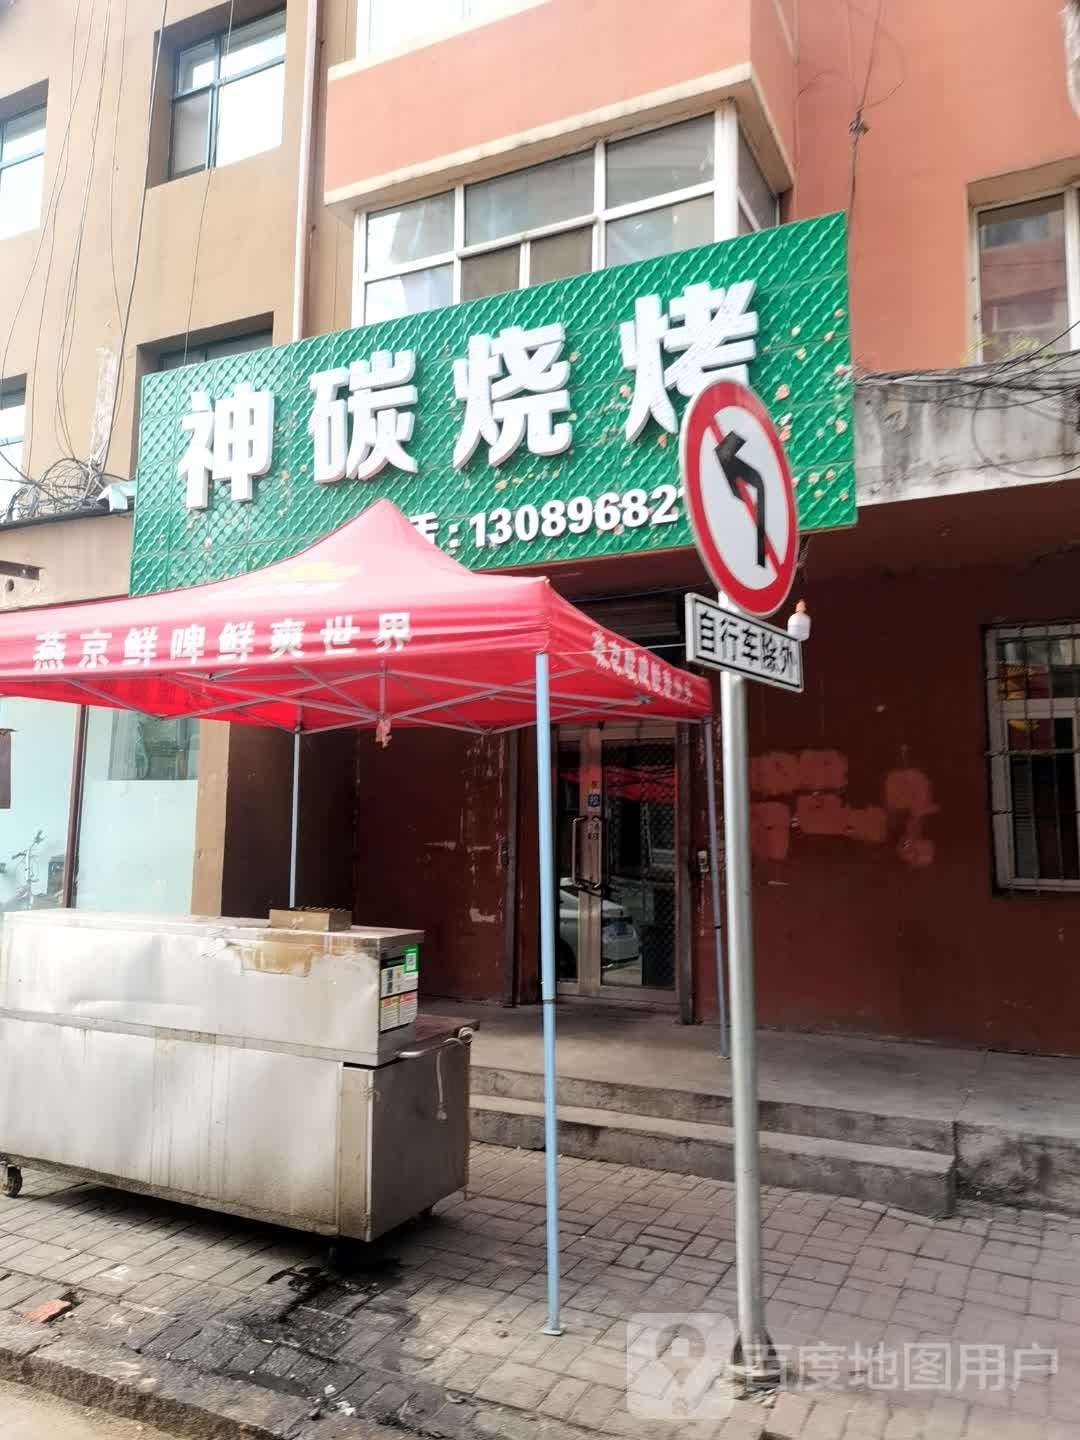 神碳烧烤
话：13089682
自行车除外
燕京鲜啤鲜爽世界
百度地图用户